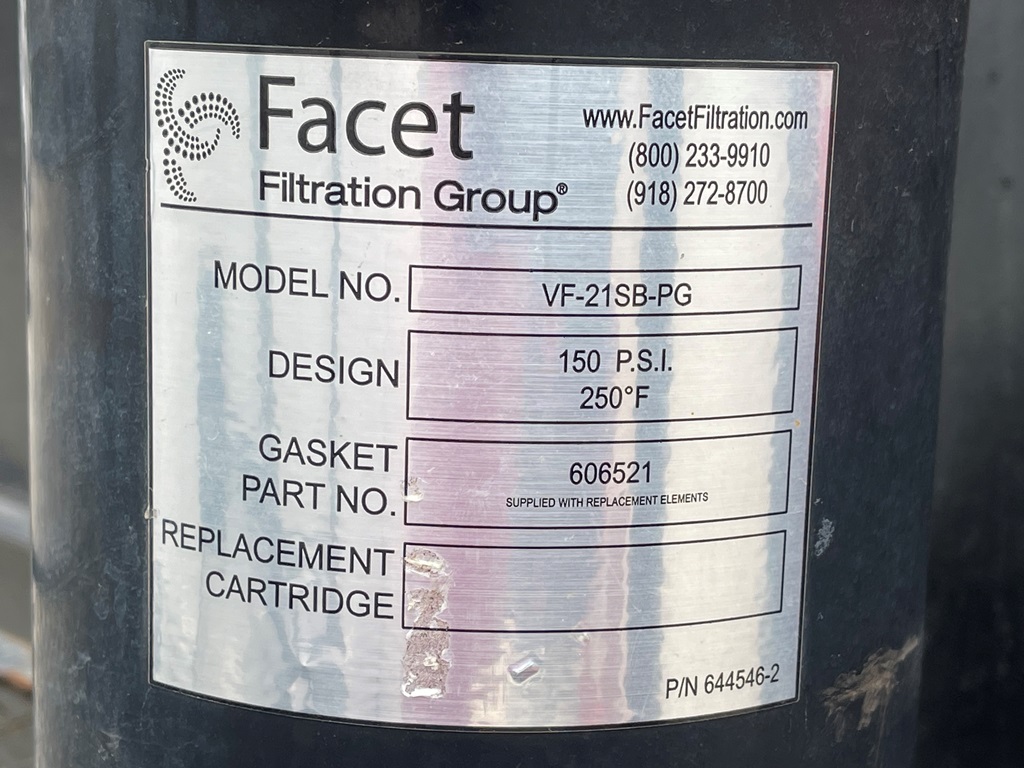 Facet
Filtration Group®
www.FacetFiltration.com
(800) 233-9910
(918) 272-8700
MODEL NO. VF-21SB-PG
DESIGN 150 P.S.I.
250°F
GASKET
PART NO.
606521
SUPPLIED WITH REPLACEMENT ELEMENTS
REPLACEMENT
CARTRIDGE
P/N 644546-2